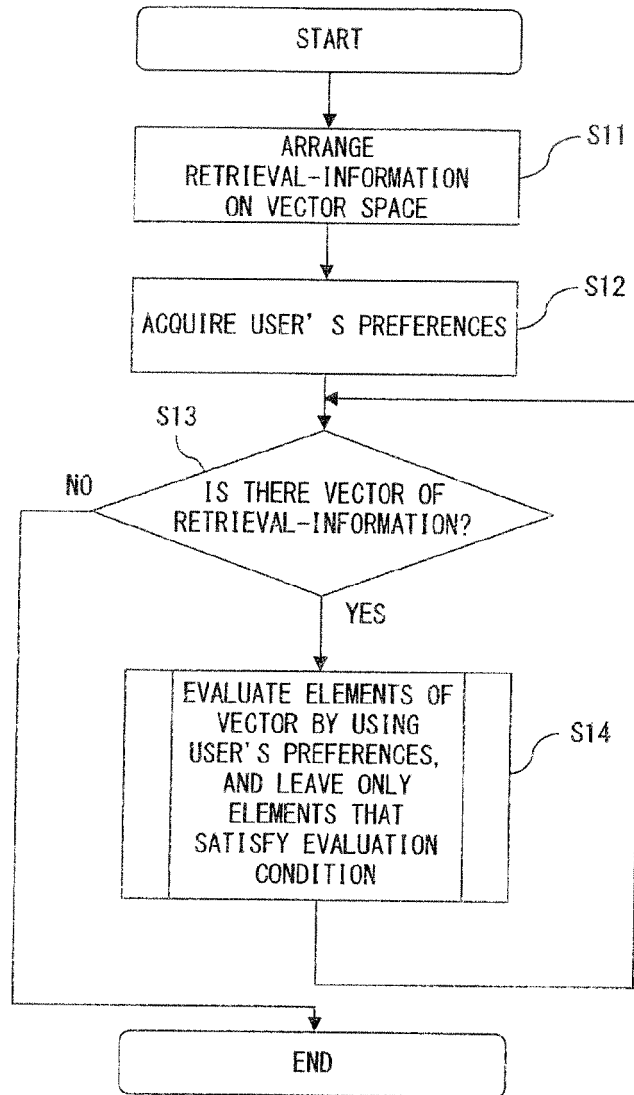 START
S11
ARRANGE
RETRIEVAL-INFORMATION
ON VECTOR SPACE
S12
ACQUIRE USER'S PREFERENCES
S13
NO
IS THERE VECTOR OF
RETRIEVAL-INFORMATION?
YES
EVALUATE ELEMENTS OF
VECTOR BY USING
USER'S PREFERENCES,
AND LEAVE ONLY
ELEMENTS THAT
SATISFY EVALUATION
CONDITION
S14
END